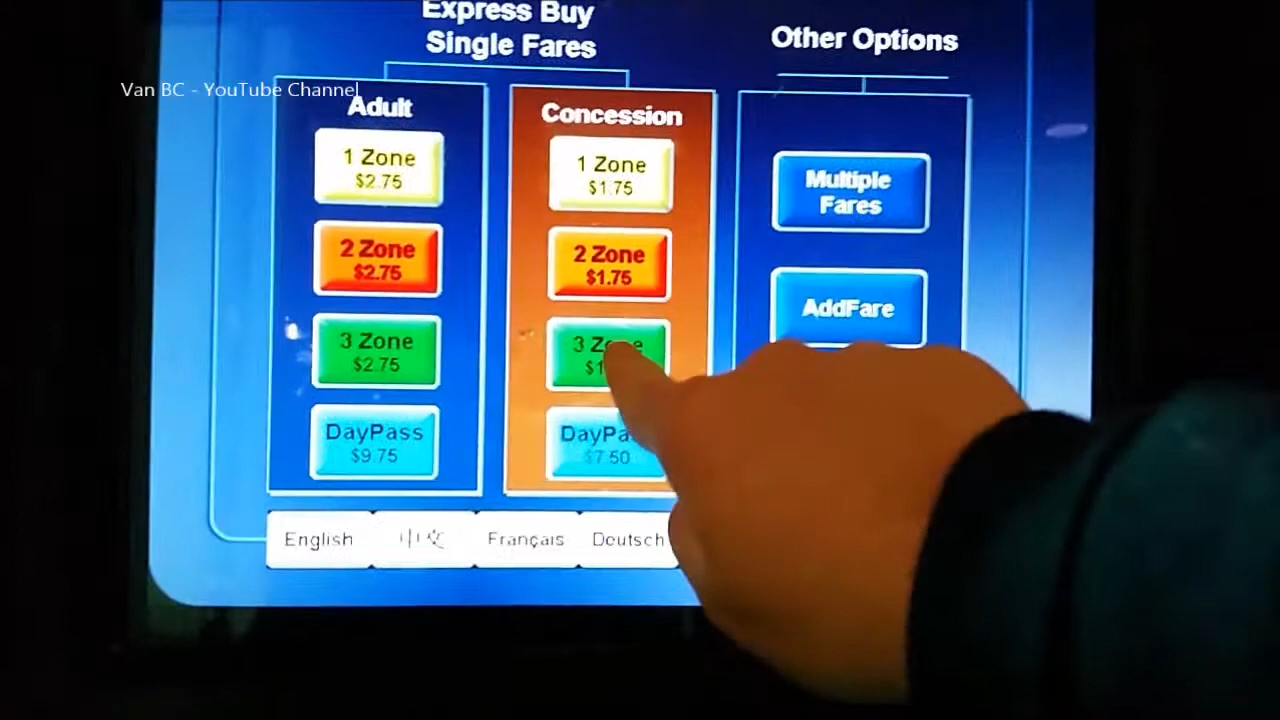 Express Buy
Single Fares
Other Options
Van BC - YouTube Channel
Adult
1 Zone
$2.75
2 Zone
$2.75
3 Zone
$2.75
DayPass
$9.75
Concession
1 Zone
$1.75
2 Zone
$1.75
3
DayPa
$7.50
Multiple
Fares
AddFare
English
中文
Français
Deutsch